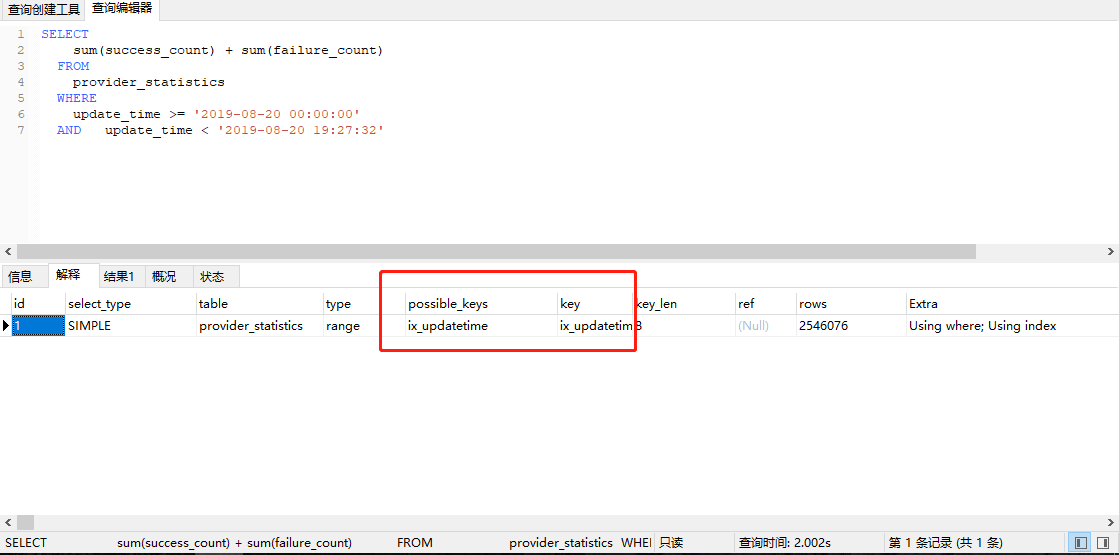 查询创建工具 查询编辑器
1 SELECT
2 sum(success_count) + sum(failure_count)
3 FROM
4 provider_statistics
5 WHERE
6 update_time >= '2019-08-20 00:00:00'
7 AND update_time < '2019-08-20 19:27:32'
信息 解释 结果1 概况 状态
id select_type table type possible_keys key key_len ref rows Extra
1 SIMPLE provider_statistics range ix_updatetime ix_updatetim 8 (Null) 2546076 Using where; Using index
SELECT sum(success_count) + sum(failure_count) FROM provider_statistics WHEI 只读 查询时间: 2.002s 第 1 条记录 (共 1 条)